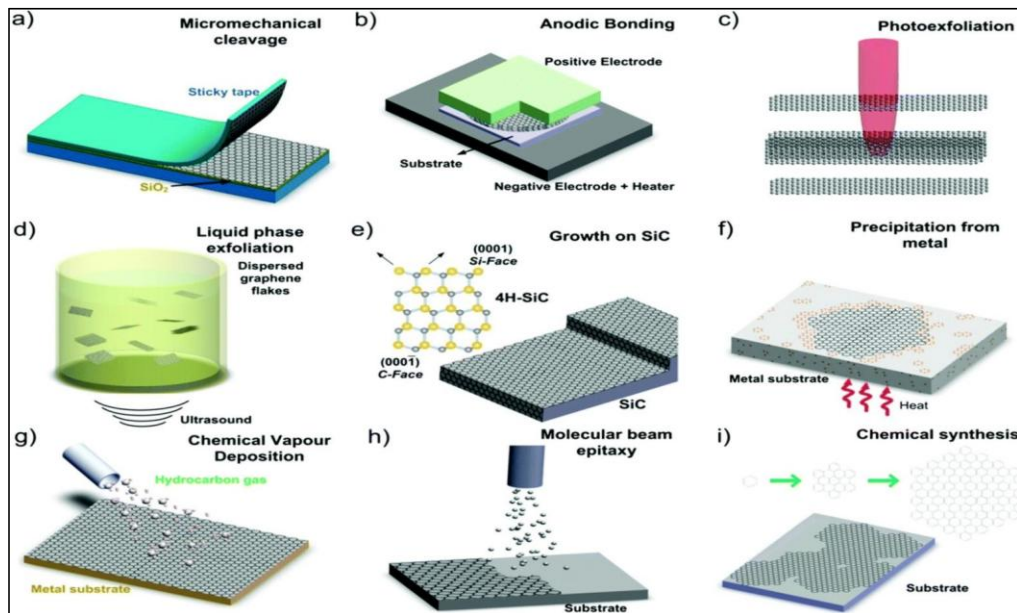 a)
Micromechanical
cleavage
Sticky tape
SiO₂
b)
Anodic Bonding
Positive Electrode
Substrate
Negative Electrode + Heater
c)
Photoexfoliation
d)
Liquid phase
exfoliation
Dispersed
graphene
flakes
Ultrasound
e)
Growth on SiC
(0001)
Si-Face
4H-SiC
(0001̄)
C-Face
SiC
f)
Precipitation from
metal
Metal substrate
Heat
g)
Chemical Vapour
Deposition
Hydrocarbon gas
Metal substrate
h)
Molecular beam
epitaxy
Substrate
i)
Chemical synthesis
Substrate